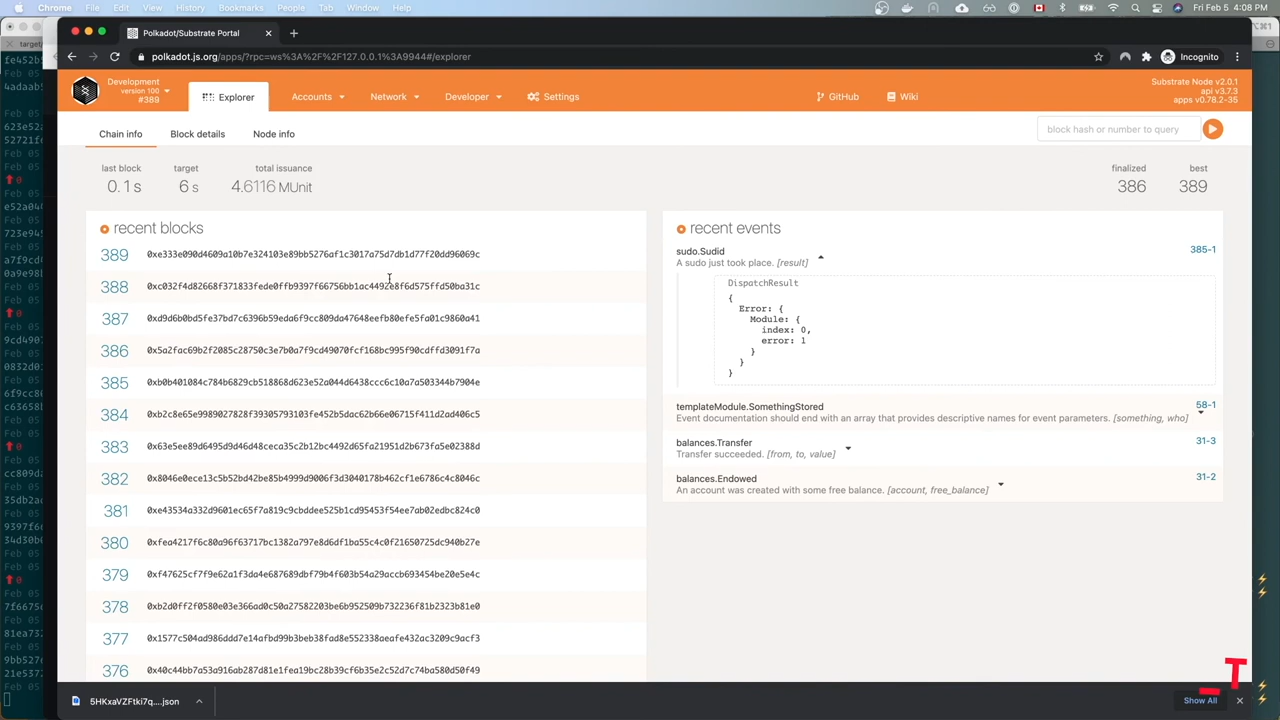 Chrome File Edit View History Bookmarks People Tab Window Help Fri Feb 5 4:08 PM
Polkadot/Substrate Portal
polkadot.js.org/apps/?rpc=ws%3A%2F%2F127.0.0.1%3A9944#/explorer Incognito
Development
version 100
#389
Explorer Accounts Network Developer Settings GitHub Wiki
Substrate Node v2.0.1
api v3.7.3
apps v0.78.2-35
Chain info Block details Node info block hash or number to query
last block target total issuance finalized best
0.1 s 6 s 4.6116 MUnit 386 389
recent blocks
389 0xe333e090d4609a10b7e324103e89bb5276af1c3017a75d7db1d77f20dd96069c
388 0xc032f4d82668f371833fede0ffb9397f66756bb1ac4492e8f6d575ffd50ba31c
387 0xd9d6b0bd5fe37bd7c6396b59eda6f9cc809da47648eefb80efe5fa01c9860a41
386 0x5a2fac69b2f2085c28750c3e7b0a7f9cd49070fcf168bc995f90cdffd3091f7a
385 0xb0b401084c784b6829cb518868d623e52a044d6438ccc6c10a7a503344b7904e
384 0xb2c8e65e9989027828f39305793103fe452b5dac62b66e06715f411d2ad406c5
383 0x63e5ee89d6495d9d46d48ceca35c2b12bc4492d65fa21951d2b673fa5e02388d
382 0x8046e0ece13c5b52bd42be85b4999d9006f3d3040178b462cf1e6786c4c8046c
381 0xe43534a332d9601ec65f7a819c9cbddee525b1cd95453f54ee7ab02edbc824c0
380 0xfea4217f6c80a96f63717bc1382a797e8d6df1ba55c4c0f21650725dc940b27e
379 0xf47625cf7f9e62a1f3da4e687689dbf79b4f603b54a29accb693454be20e5e4c
378 0xb2d0ff2f0580e03e366ad0c50a27582203be6b952509b732236f81b2323b81e0
377 0x1577c504ad986ddd7e14afbd99b3beb38fad8e552338aeafe432ac3209c9acf3
376 0x40c44bb7a53a916ab287d81e1fea19bc28b39cf6b35e2c52d7c74ba580d50f49
recent events
sudo.Sudid 385-1
A sudo just took place. [result]
DispatchResult
{
Error: {
Module: {
index: 0,
error: 1
}
}
}
templateModule.SomethingStored 58-1
Event documentation should end with an array that provides descriptive names for event parameters. [something, who]
balances.Transfer 31-3
Transfer succeeded. [from, to, value]
balances.Endowed 31-2
An account was created with some free balance. [account, free_balance]
5HKxaVZFtki7q....json Show All
T